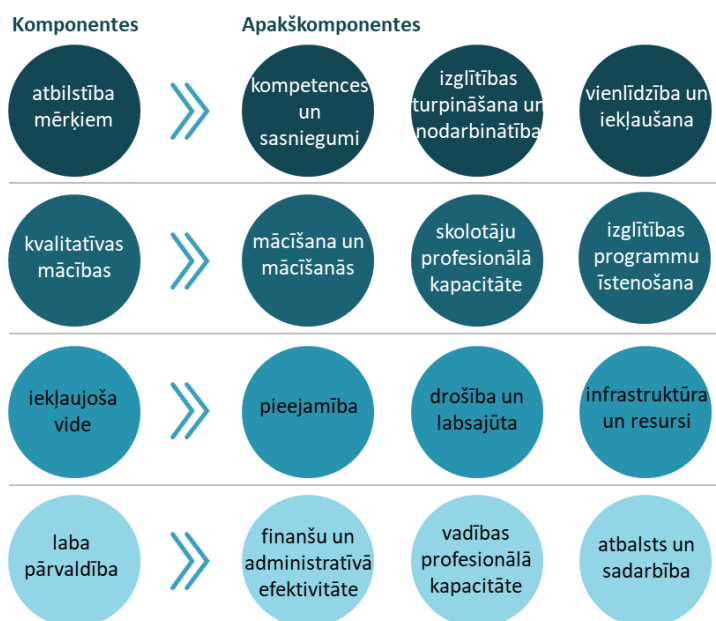 Komponentes
Apakškomponentes
atbilstība
mērķiem
kompetences
un
sasniegumi
izglītības
turpināšana un
nodarbinātība
vienlīdzība un
iekļaušana
kvalitatīvas
mācības
mācīšana un
mācīšanās
skolotāju
profesionālā
kapacitāte
izglītības
programmu
īstenošana
iekļaujoša
vide
pieejamība
drošība un
labsajūta
infrastruktūra
un resursi
laba
pārvaldība
finanšu un
administratīvā
efektivitāte
vadības
profesionālā
kapacitāte
atbalsts un
sadarbība